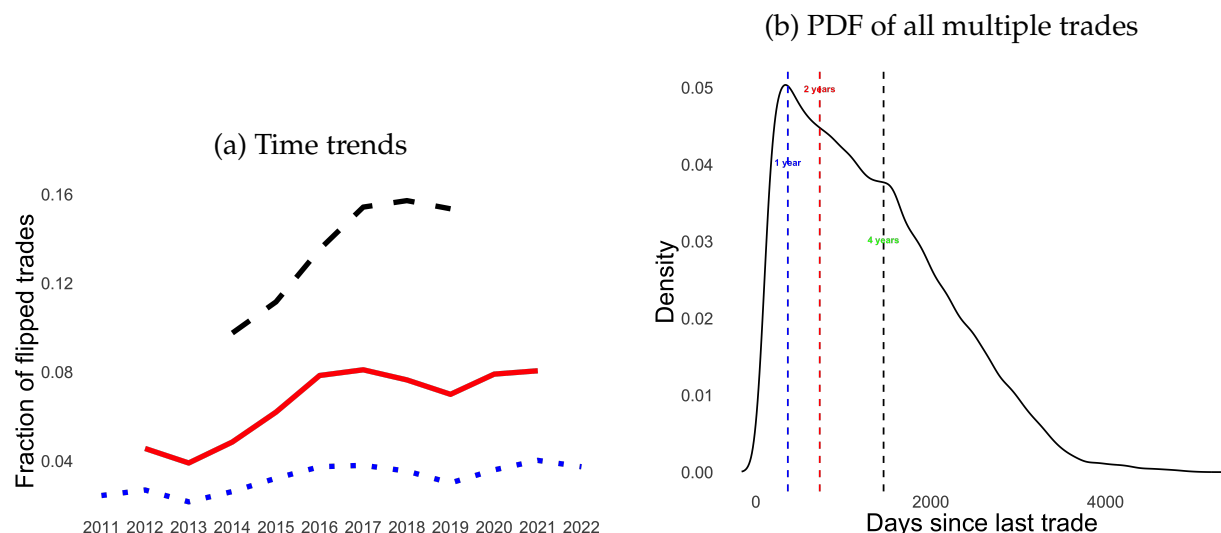 (a) Time trends
Fraction of flipped trades
0.16
0.12
0.08
0.04
2011 2012 2013 2014 2015 2016 2017 2018 2019 2020 2021 2022
(b) PDF of all multiple trades
Density
0.05
0.04
0.03
0.02
0.01
0.00
2 years
1 year
4 years
0 2000 4000
Days since last trade